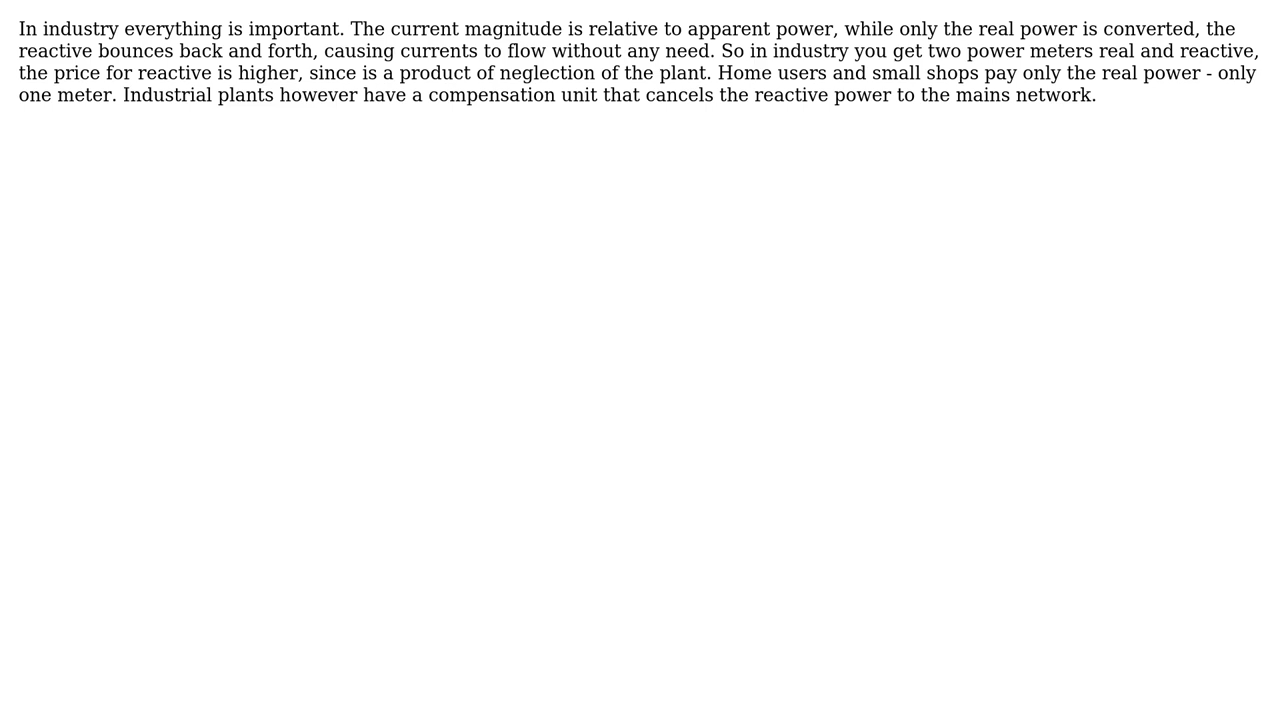 In industry everything is important. The current magnitude is relative to apparent power, while only the real power is converted, the
reactive bounces back and forth, causing currents to flow without any need. So in industry you get two power meters real and reactive,
the price for reactive is higher, since is a product of neglection of the plant. Home users and small shops pay only the real power - only
one meter. Industrial plants however have a compensation unit that cancels the reactive power to the mains network.